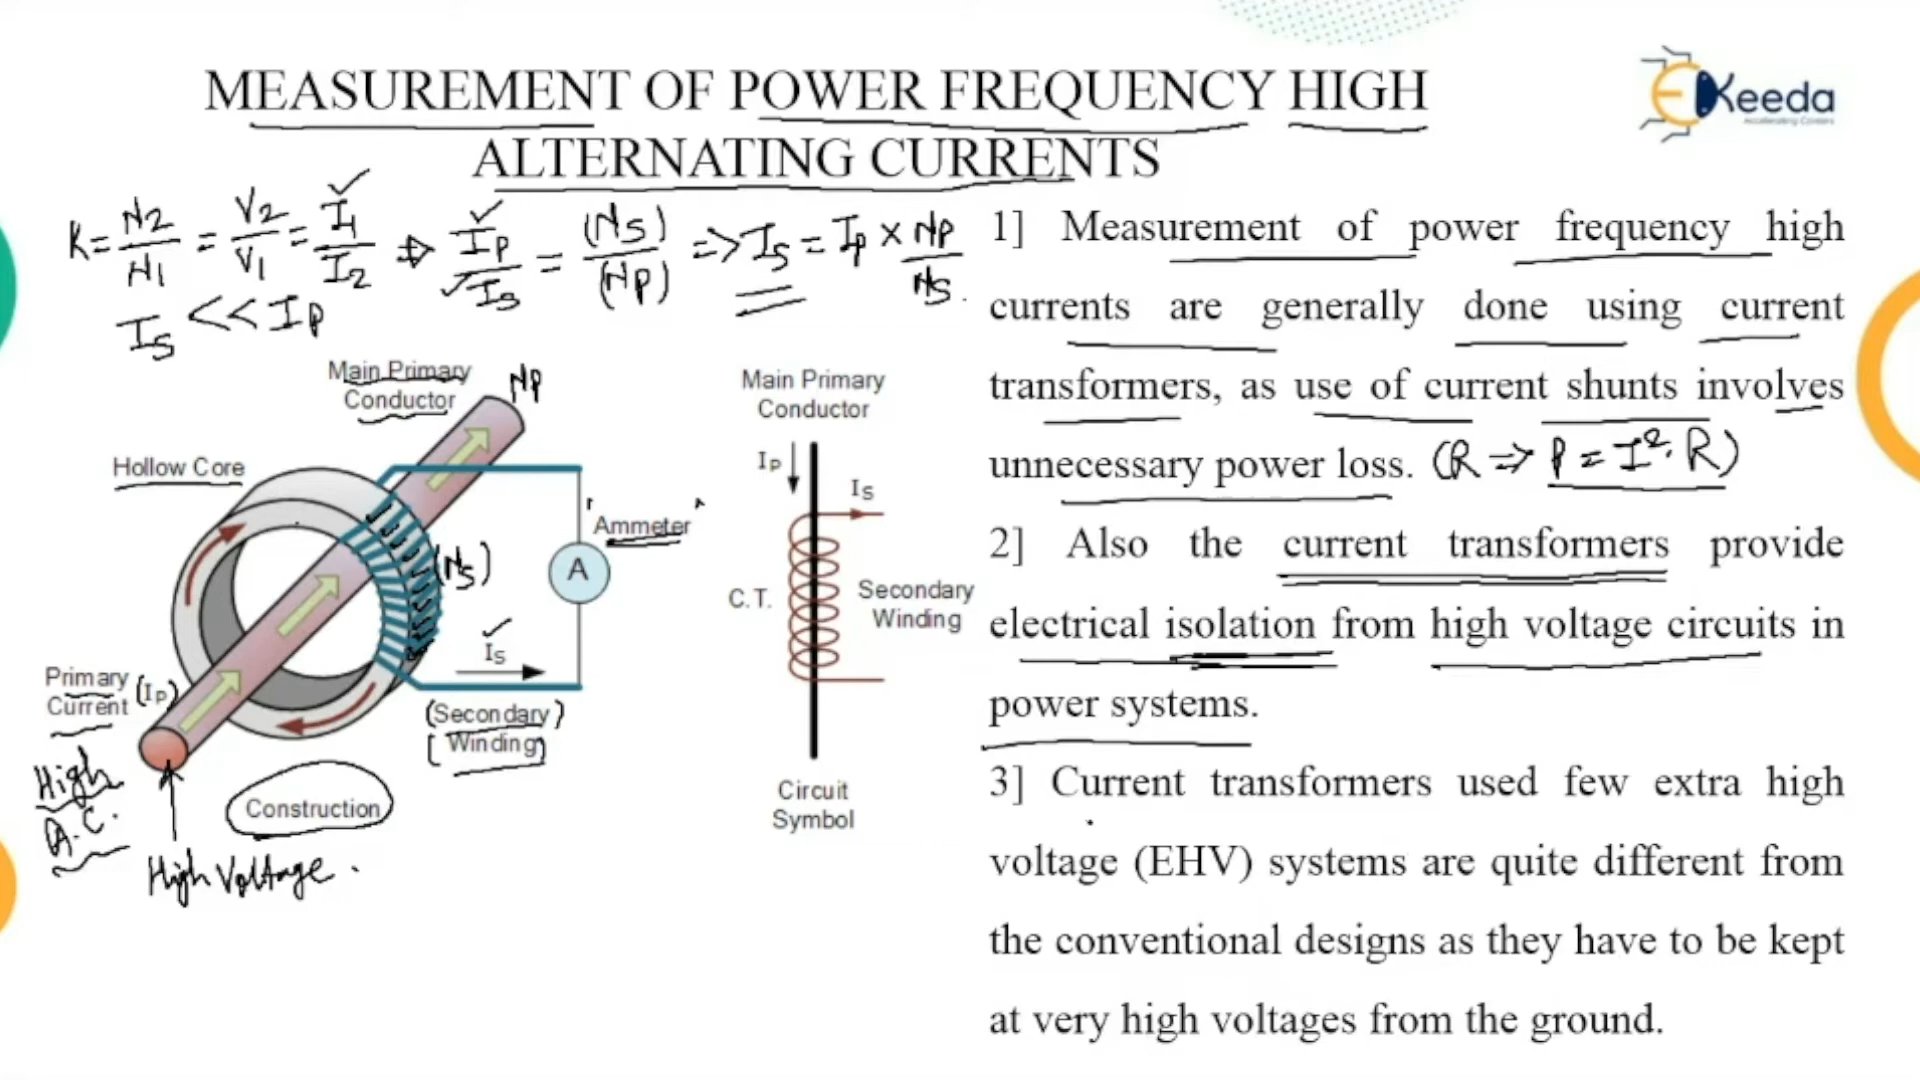 MEASUREMENT OF POWER FREQUENCY HIGH
ALTERNATING CURRENTS
EKeeda
Accelerating Careers
K = N2/N1 = V2/V1 = I1/I2 ⇒ Ip/Is = (Ns)/(Np) => Is = Ip × Np/Ns.
Is << Ip
Main Primary
Conductor
Np
Hollow Core
Ammeter
A
(Ns)
Is
Primary
Current (Ip)
(Secondary)
[Winding]
High
A.C.
Construction
High Voltage.
Main Primary
Conductor
IP
IS
C.T.
Secondary
Winding
Circuit
Symbol
1] Measurement of power frequency high
currents are generally done using current
transformers, as use of current shunts involves
unnecessary power loss. (R => P = I². R)
2] Also the current transformers provide
electrical isolation from high voltage circuits in
power systems.
3] Current transformers used few extra high
voltage (EHV) systems are quite different from
the conventional designs as they have to be kept
at very high voltages from the ground.